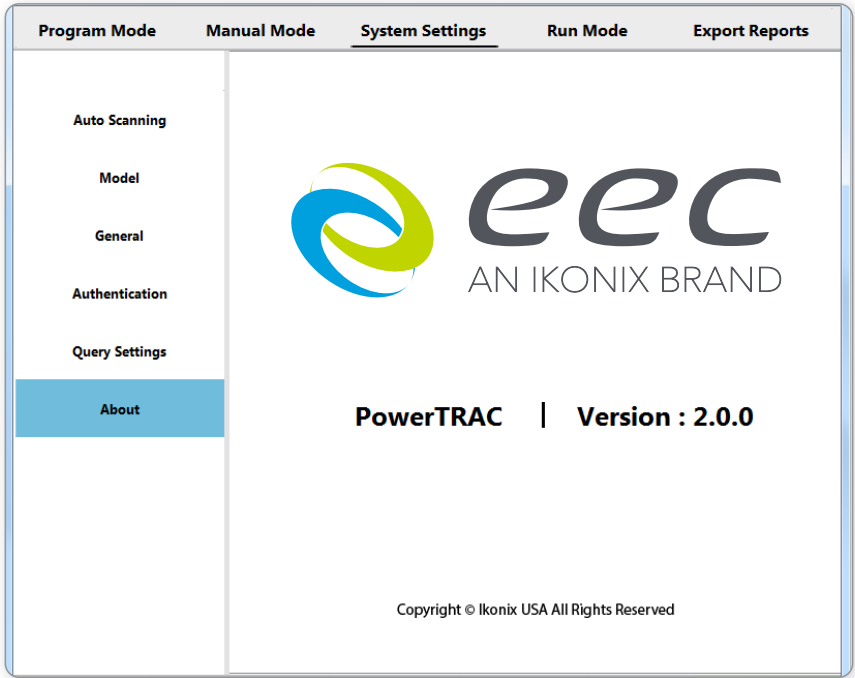 Program Mode Manual Mode System Settings Run Mode Export Reports
Auto Scanning
Model
General
Authentication
Query Settings
About
eec
AN IKONIX BRAND
PowerTRAC | Version : 2.0.0
Copyright © Ikonix USA All Rights Reserved